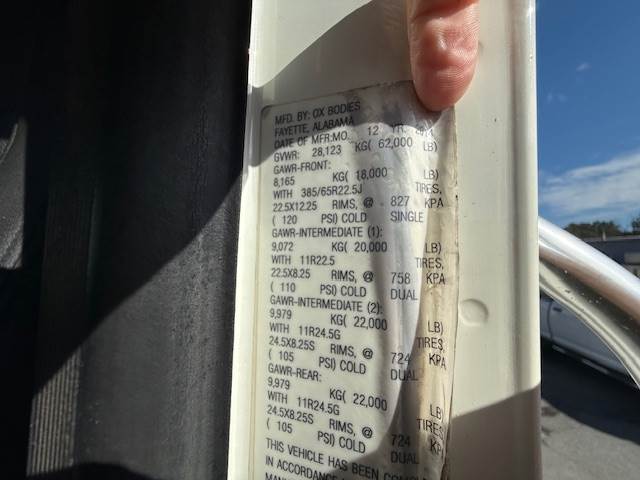 MFD. BY: OX BODIES
FAYETTE, ALABAMA
DATE OF MFR:MO. 12 YR.
GVWR: 28,123 KG( 62,000 LB)
GAWR-FRONT:
8,165 KG( 18,000 LB)
WITH 385/65R22.5J TIRES,
22.5X12.25 RIMS, @ 827 KPA
( 120 PSI) COLD SINGLE
GAWR-INTERMEDIATE (1):
9,072 KG( 20,000 LB)
WITH 11R22.5 TIRES,
22.5X8.25 RIMS, @ 758 KPA
( 110 PSI) COLD DUAL
GAWR-INTERMEDIATE (2):
9,979 KG( 22,000 LB)
WITH 11R24.5G TIRES,
24.5X8.25S RIMS, @ 724 KPA
( 105 PSI) COLD DUAL
GAWR-REAR:
9,979 KG( 22,000 LB)
WITH 11R24.5G TIRES
24.5X8.25S RIMS, @ 724 KP
( 105 PSI) COLD DUAL
THIS VEHICLE HAS BEEN COMPL
IN ACCORDANCE